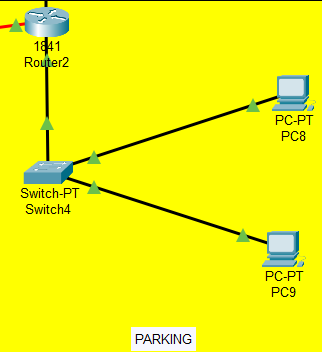 1841
Router2
PC-PT
PC8
Switch-PT
Switch4
PC-PT
PC9
PARKING